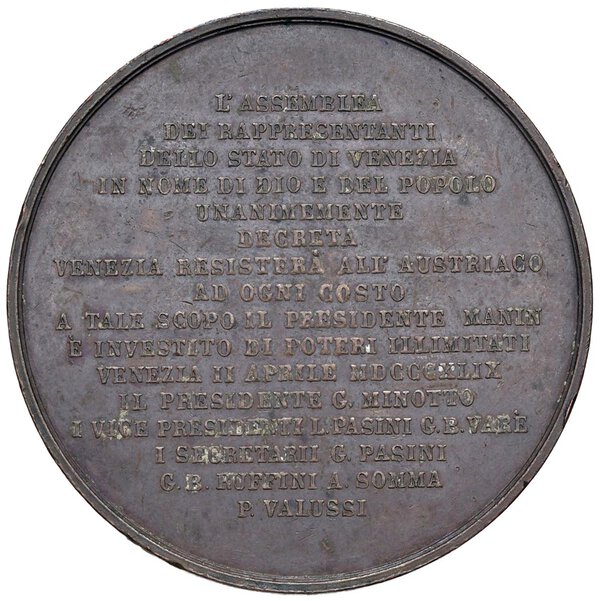 L' ASSEMBLEA
DEI RAPPRESENTANTI
DELLO STATO DI VENEZIA
IN NOME DI DIO E DEL POPOLO
UNANIMEMENTE
DECRETA
VENEZIA RESISTERÀ ALL' AUSTRIACO
AD OGNI COSTO
A TALE SCOPO IL PRESIDENTE MANIN
È INVESTITO DI POTERI ILLIMITATI
VENEZIA II APRILE MDCCCXLIX
IL PRESIDENTE G. MINOTTO
I VICE PRESIDENTI L. PASINI G. B. VARÈ
I SECRETARII G. PASINI
G. B. RUFFINI A. SOMMA
P. VALUSSI